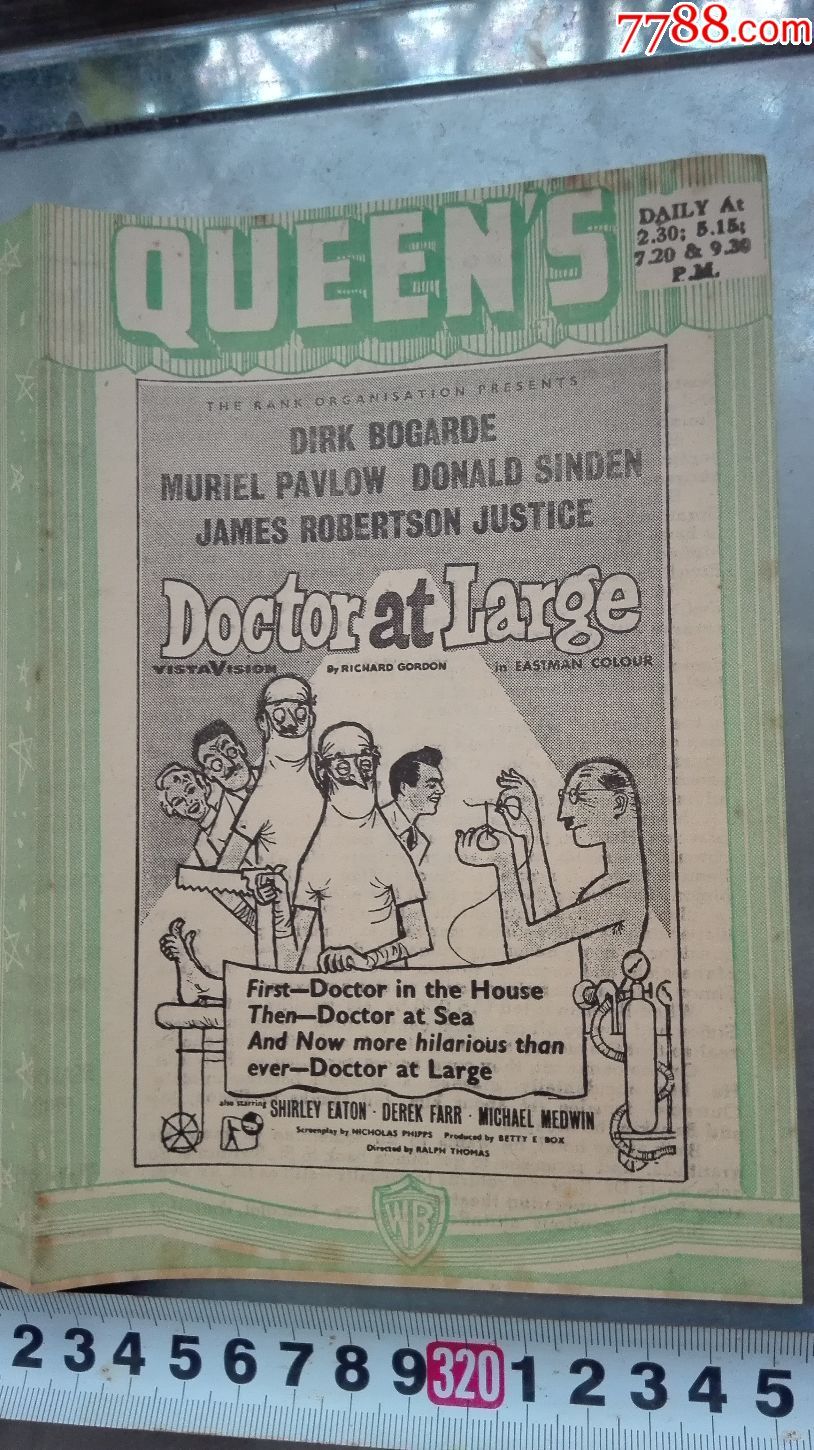 7788.com
QUEEN'S
DAILY At
2.30; 5.15;
7.20 & 9.30
P.M.
THE RANK ORGANISATION PRESENTS
DIRK BOGARDE
MURIEL PAVLOW DONALD SINDEN
JAMES ROBERTSON JUSTICE
Doctor at Large
VISTAVISION By RICHARD GORDON in EASTMAN COLOUR
First—Doctor in the House
Then—Doctor at Sea
And Now more hilarious than
ever—Doctor at Large
also starring SHIRLEY EATON · DEREK FARR · MICHAEL MEDWIN
Screenplay by NICHOLAS PHIPPS Produced by BETTY E BOX
Directed by RALPH THOMAS
WB
2 3 4 5 6 7 8 9 320 1 2 3 4 5